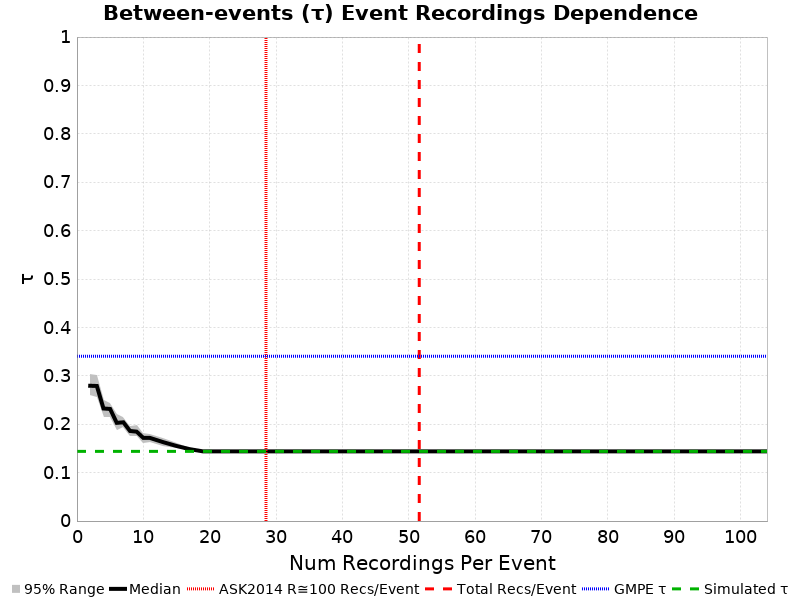 Between-events (τ) Event Recordings Dependence
1
0.9
0.8
0.7
0.6
0.5
0.4
0.3
0.2
0.1
0
τ
0 10 20 30 40 50 60 70 80 90 100
Num Recordings Per Event
95% Range Median ASK2014 R≅100 Recs/Event Total Recs/Event GMPE τ Simulated τ